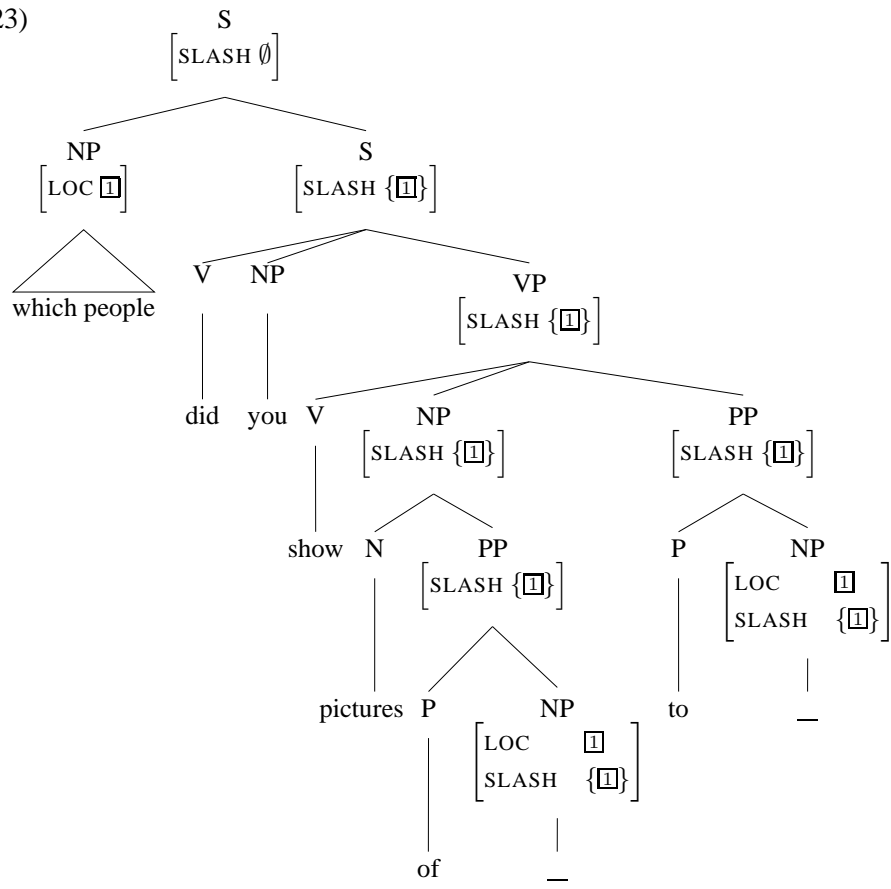 23) S
[SLASH ∅]
NP S
[LOC 1] [SLASH {1}]
V NP VP
which people [SLASH {1}]
did you V NP PP
[SLASH {1}] [SLASH {1}]
show N PP P NP
[SLASH {1}] [LOC 1
SLASH {1}]
pictures P NP to __
[LOC 1
SLASH {1}]
of __